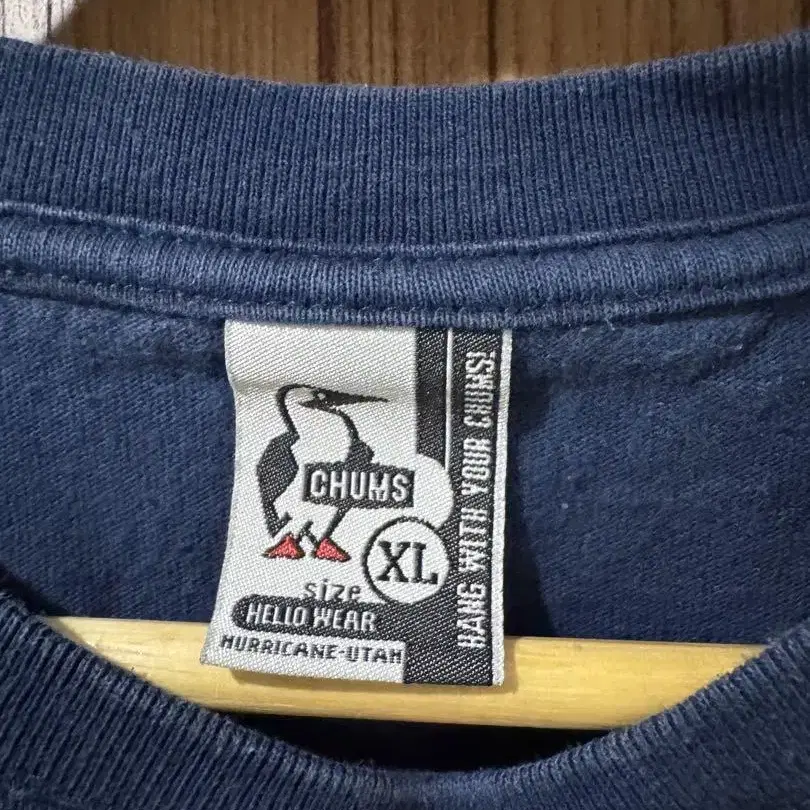 CHUMS
XL
size
HELLO WEAR
HURRICANE-UTAH
HANG WITH YOUR CHUMS!